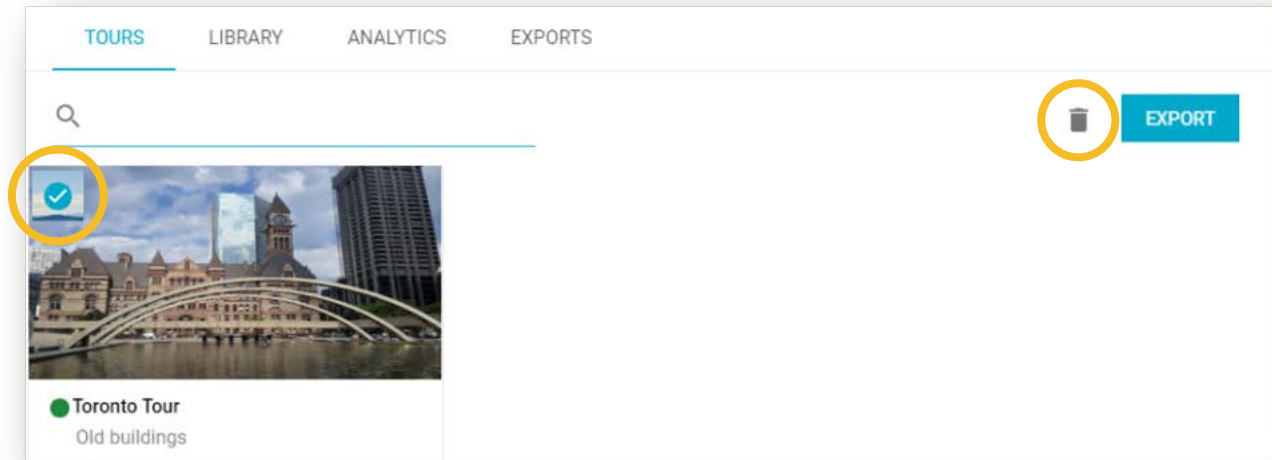 TOURS LIBRARY ANALYTICS EXPORTS
EXPORT
Toronto Tour
Old buildings